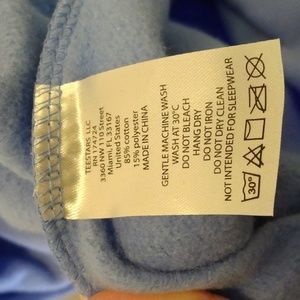 TEESTARS LLC
RN 174724
3360 NW 110 Street
Miami, FL 33167
United States
85% cotton
15% polyester
MADE IN CHINA
GENTLE MACHINE WASH
WASH AT 30°C
DO NOT BLEACH
HANG DRY
DO NOT IRON
DO NOT DRY CLEAN
NOT INTENDED FOR SLEEPWEAR
30°